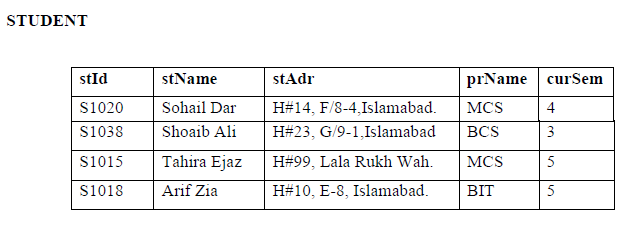 STUDENT
stId stName stAdr prName curSem
S1020 Sohail Dar H#14, F/8-4,Islamabad. MCS 4
S1038 Shoaib Ali H#23, G/9-1,Islamabad BCS 3
S1015 Tahira Ejaz H#99, Lala Rukh Wah. MCS 5
S1018 Arif Zia H#10, E-8, Islamabad. BIT 5